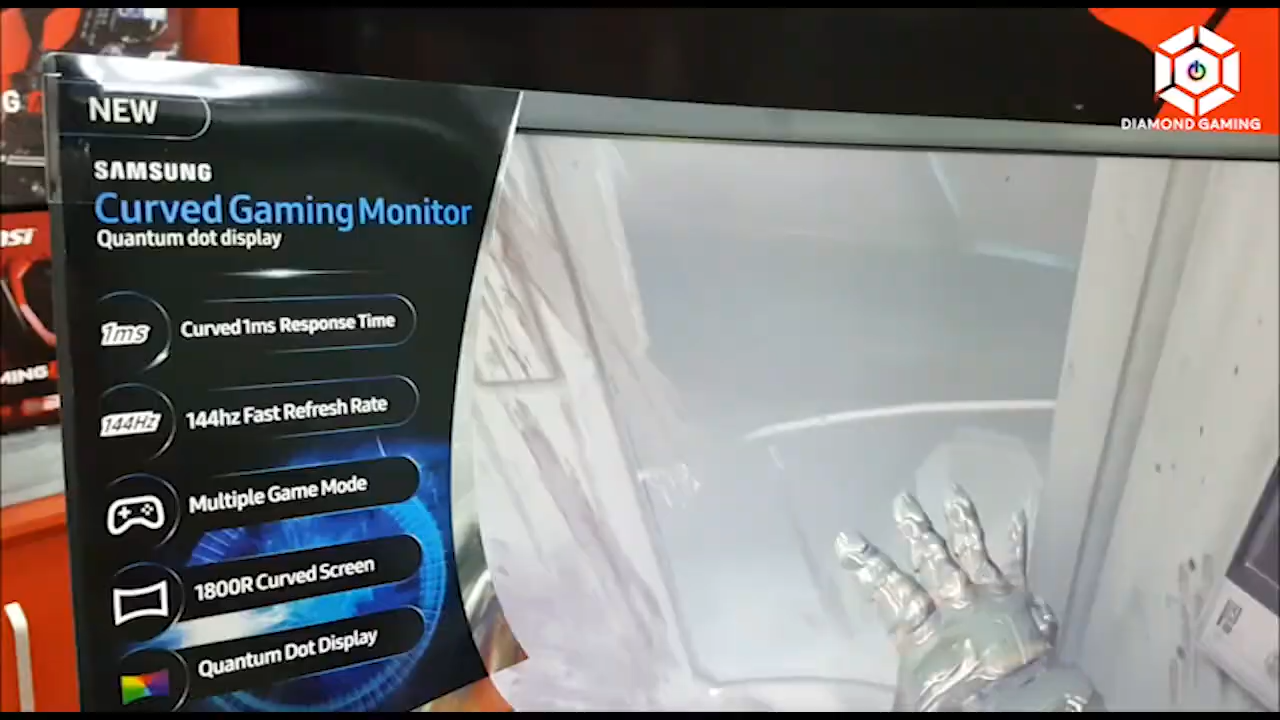 NEW
SAMSUNG
Curved Gaming Monitor
Quantum dot display
1ms
Curved 1ms Response Time
144Hz
144hz Fast Refresh Rate
Multiple Game Mode
1800R Curved Screen
Quantum Dot Display
DIAMOND GAMING